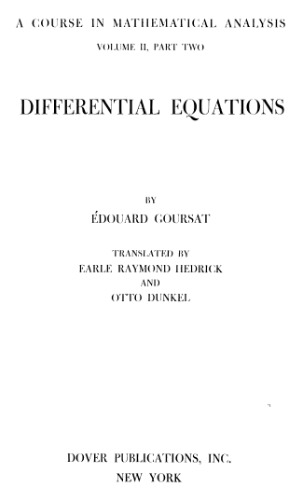 A COURSE IN MATHEMATICAL ANALYSIS
VOLUME II, PART TWO
DIFFERENTIAL EQUATIONS
BY
ÉDOUARD GOURSAT
TRANSLATED BY
EARLE RAYMOND HEDRICK
AND
OTTO DUNKEL
DOVER PUBLICATIONS, INC.
NEW YORK